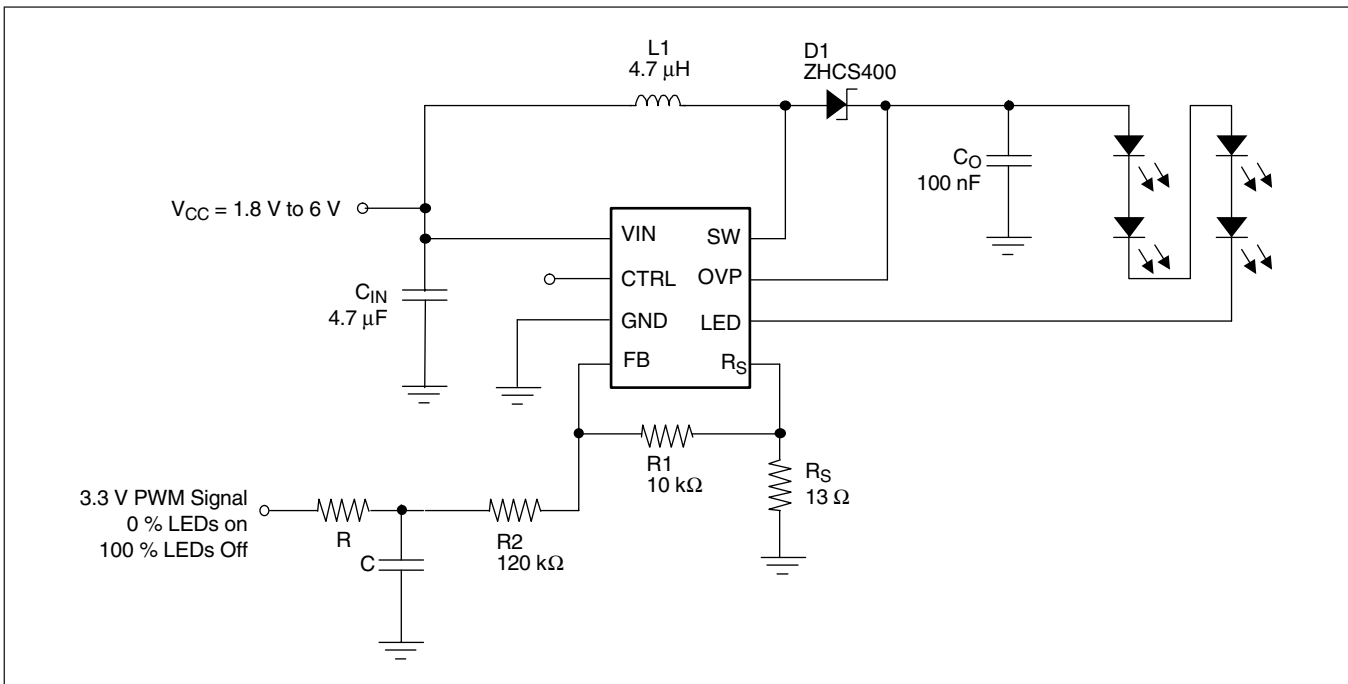 L1
4.7 μH
D1
ZHCS400
CO
100 nF
VCC = 1.8 V to 6 V
CIN
4.7 μF
VIN
SW
CTRL
OVP
GND
LED
FB
RS
R1
10 kΩ
RS
13 Ω
3.3 V PWM Signal
0 % LEDs on
100 % LEDs Off
R
C
R2
120 kΩ